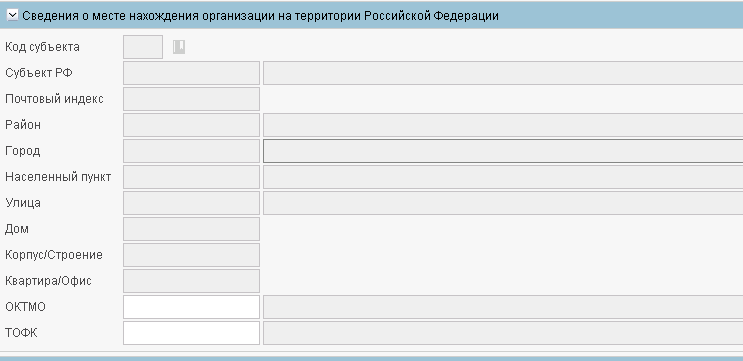 Сведения о месте нахождения организации на территории Российской Федерации
Код субъекта
Субъект РФ
Почтовый индекс
Район
Город
Населенный пункт
Улица
Дом
Корпус/Строение
Квартира/Офис
ОКТМО
ТОФК